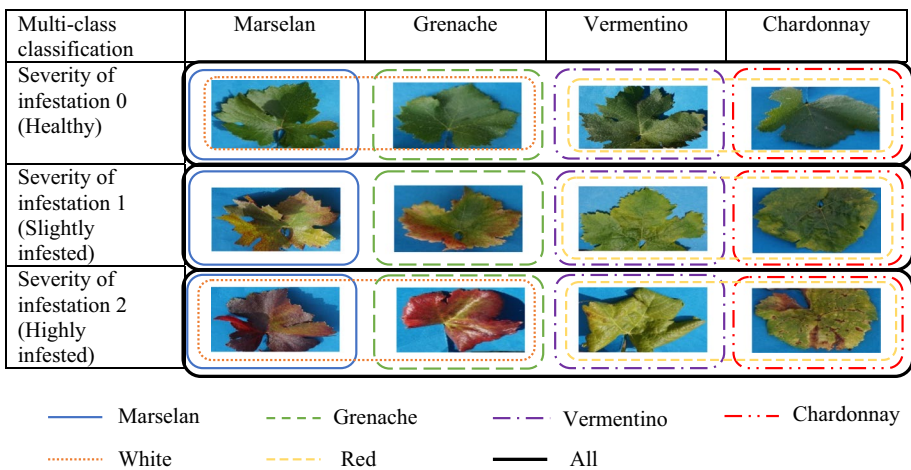 Multi-class
classification
Marselan
Grenache
Vermentino
Chardonnay
Severity of
infestation 0
(Healthy)
Severity of
infestation 1
(Slightly
infested)
Severity of
infestation 2
(Highly
infested)
Marselan
Grenache
Vermentino
Chardonnay
White
Red
All